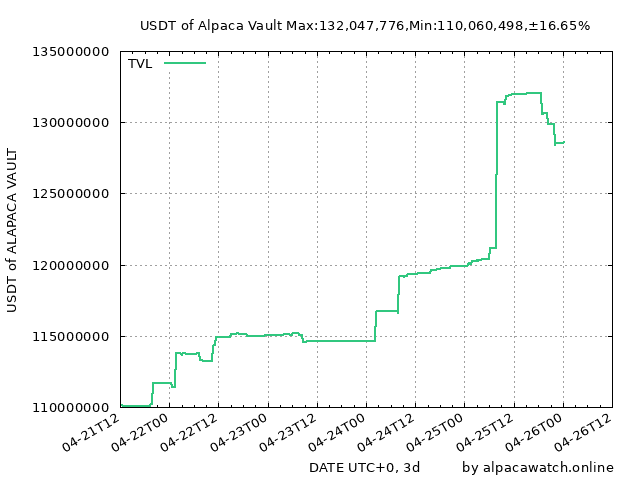 USDT of Alpaca Vault Max:132,047,776,Min:110,060,498,±16.65%
TVL
135000000
130000000
125000000
120000000
115000000
110000000
USDT of ALAPACA VAULT
04-21T12
04-22T00
04-22T12
04-23T00
04-23T12
04-24T00
04-24T12
04-25T00
04-25T12
04-26T00
04-26T12
DATE UTC+0, 3d
by alpacawatch.online